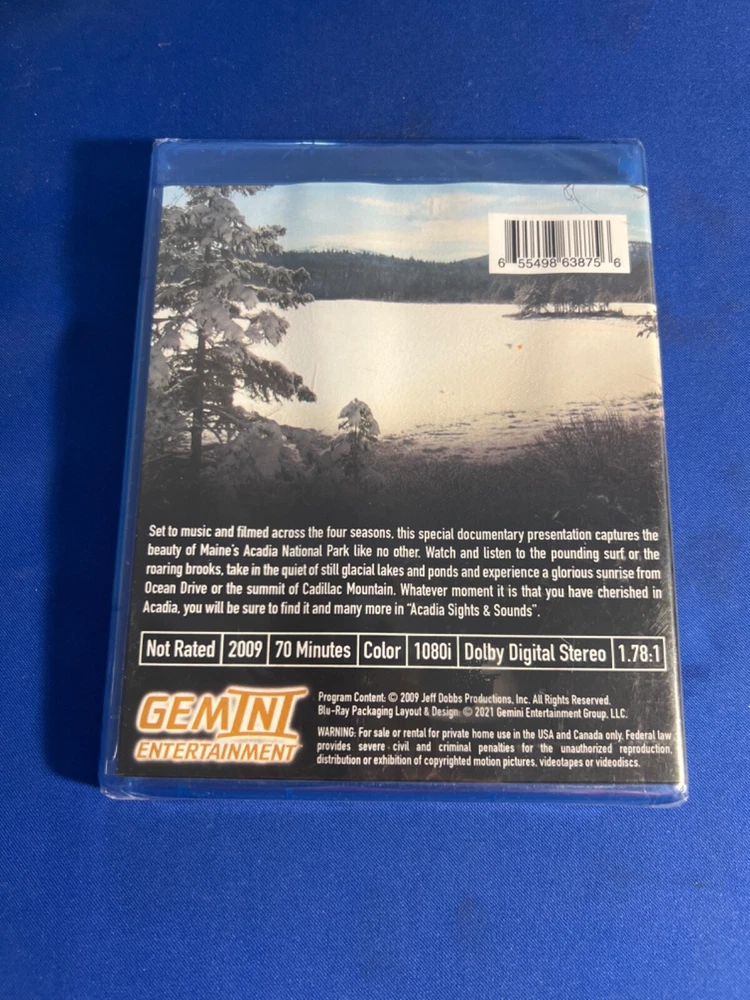 6 55498 63875 6
Set to music and filmed across the four seasons, this special documentary presentation captures the
beauty of Maine's Acadia National Park like no other. Watch and listen to the pounding surf or the
roaring brooks, take in the quiet of still glacial lakes and ponds and experience a glorious sunrise from
Ocean Drive or the summit of Cadillac Mountain. Whatever moment it is that you have cherished in
Acadia, you will be sure to find it and many more in "Acadia Sights & Sounds".
Not Rated 2009 70 Minutes Color 1080i Dolby Digital Stereo 1.78:1
GEMINI
ENTERTAINMENT
Program Content: © 2009 Jeff Dobbs Productions, Inc. All Rights Reserved.
Blu-Ray Packaging Layout & Design: © 2021 Gemini Entertainment Group, LLC.
WARNING: For sale or rental for private home use in the USA and Canada only. Federal law
provides severe civil and criminal penalties for the unauthorized reproduction,
distribution or exhibition of copyrighted motion pictures, videotapes or videodiscs.